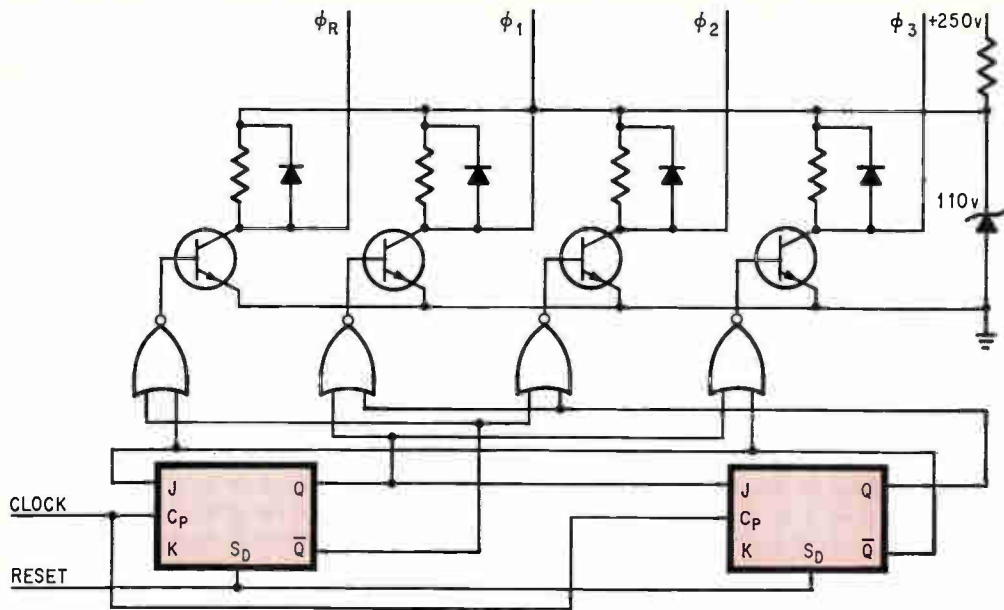 ϕR ϕ1 ϕ2 ϕ3 +250v
110v
J Q J Q
CLOCK CP CP
K SD Q̅ K SD Q̅
RESET